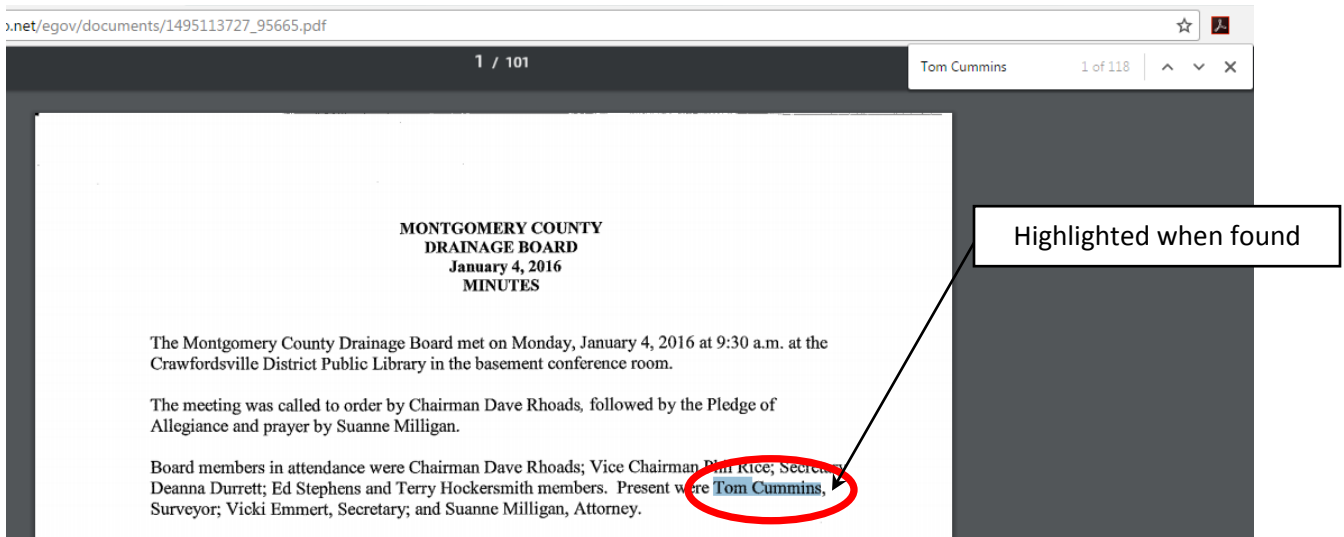 o.net/egov/documents/1495113727_95665.pdf
1 / 101
Tom Cummins 1 of 118
MONTGOMERY COUNTY
DRAINAGE BOARD
January 4, 2016
MINUTES
Highlighted when found
The Montgomery County Drainage Board met on Monday, January 4, 2016 at 9:30 a.m. at the
Crawfordsville District Public Library in the basement conference room.
The meeting was called to order by Chairman Dave Rhoads, followed by the Pledge of
Allegiance and prayer by Suanne Milligan.
Board members in attendance were Chairman Dave Rhoads; Vice Chairman Phil Rice; Secretary
Deanna Durrett; Ed Stephens and Terry Hockersmith members. Present were Tom Cummins,
Surveyor; Vicki Emmert, Secretary; and Suanne Milligan, Attorney.